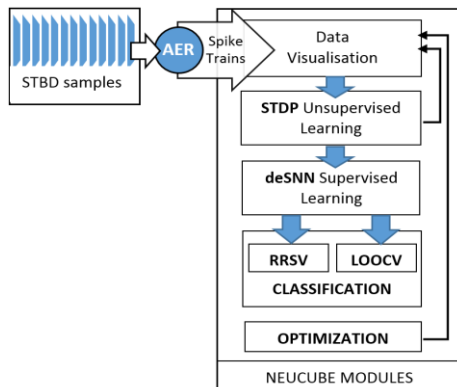 STBD samples
AER
Spike
Trains
Data
Visualisation
STDP Unsupervised
Learning
deSNN Supervised
Learning
RRSV
LOOCV
CLASSIFICATION
OPTIMIZATION
NEUCUBE MODULES